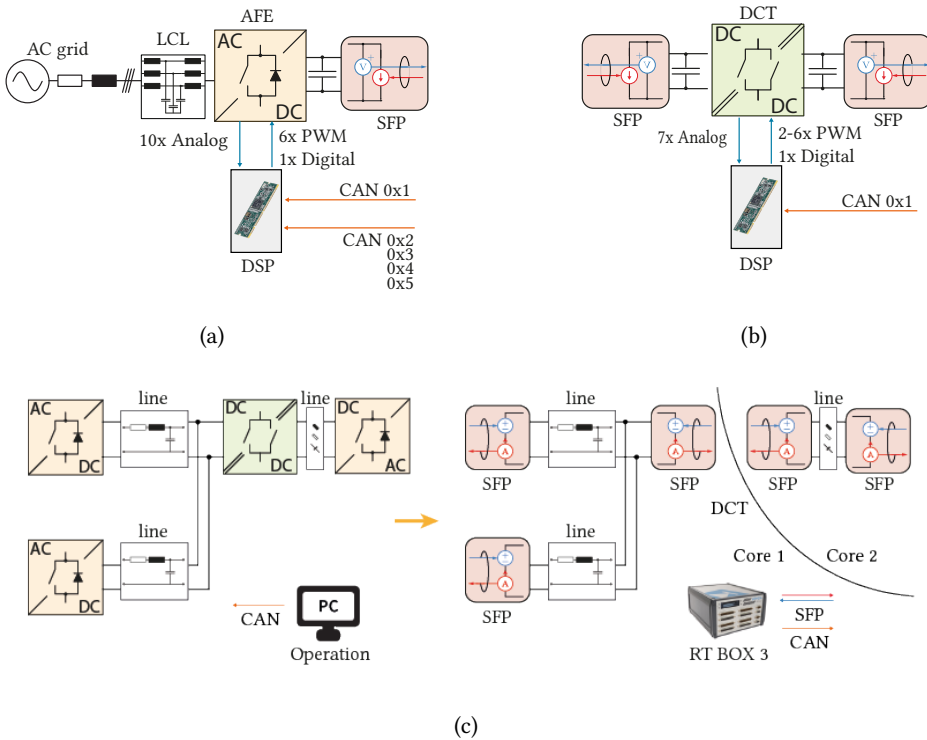 AFE
AC grid
LCL
AC
DC
SFP
10x Analog
6x PWM
1x Digital
CAN 0x1
CAN 0x2
0x3
0x4
0x5
DSP
(a)
DCT
DC
DC
V
V
V
SFP
SFP
7x Analog
2-6x PWM
1x Digital
CAN 0x1
DSP
(b)
AC
DC
line
DC
DC
line
DC
AC
AC
DC
line
CAN
PC
Operation
SFP
line
SFP
SFP
line
SFP
A
A
A
A
A
SFP
line
DCT
Core 1
Core 2
RT BOX 3
SFP
CAN
(c)